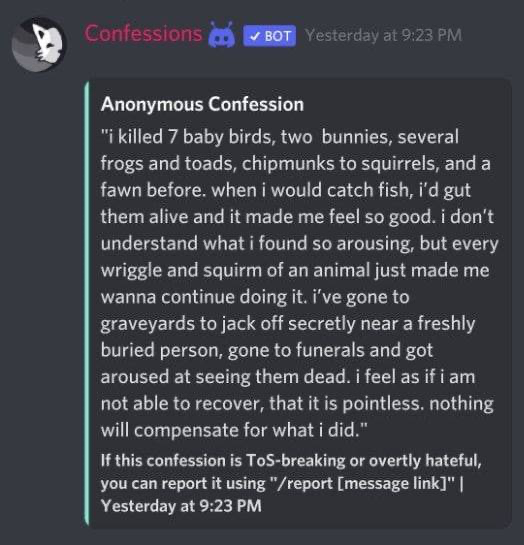 Confessions ✓ BOT Yesterday at 9:23 PM
Anonymous Confession
"i killed 7 baby birds, two bunnies, several
frogs and toads, chipmunks to squirrels, and a
fawn before. when i would catch fish, i'd gut
them alive and it made me feel so good. i don't
understand what i found so arousing, but every
wriggle and squirm of an animal just made me
wanna continue doing it. i've gone to
graveyards to jack off secretly near a freshly
buried person, gone to funerals and got
aroused at seeing them dead. i feel as if i am
not able to recover, that it is pointless. nothing
will compensate for what i did."
If this confession is ToS-breaking or overtly hateful,
you can report it using "/report [message link]" |
Yesterday at 9:23 PM